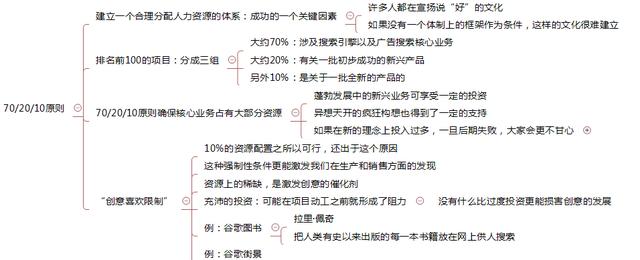 许多人都在宣扬说“好”的文化
建立一个合理分配人力资源的体系：成功的一个关键因素
如果没有一个体制上的框架作为条件，这样的文化很难建立
大约70%：涉及搜索引擎以及广告搜索核心业务
排名前100的项目：分成三组
大约20%：有关一批初步成功的新兴产品
另外10%：是关于一批全新的产品的
70/20/10原则
蓬勃发展中的新兴业务可享受一定的投资
70/20/10原则确保核心业务占有大部分资源
异想天开的疯狂构想也得到了一定的支持
如果在新的理念上投入过多，一旦后期失败，大家会更不甘心
10%的资源配置之所以可行，还出于这个原因
这种强制性条件更能激发我们在生产和销售方面的发现
资源上的稀缺，是激发创意的催化剂
“创意喜欢限制”
充沛的投资：可能在项目动工之前就形成了阻力
没有什么比过度投资更能损害创意的发展
拉里·佩奇
例：谷歌图书
把人类有史以来出版的每一本书籍放在网上供人搜索
例：谷歌街景